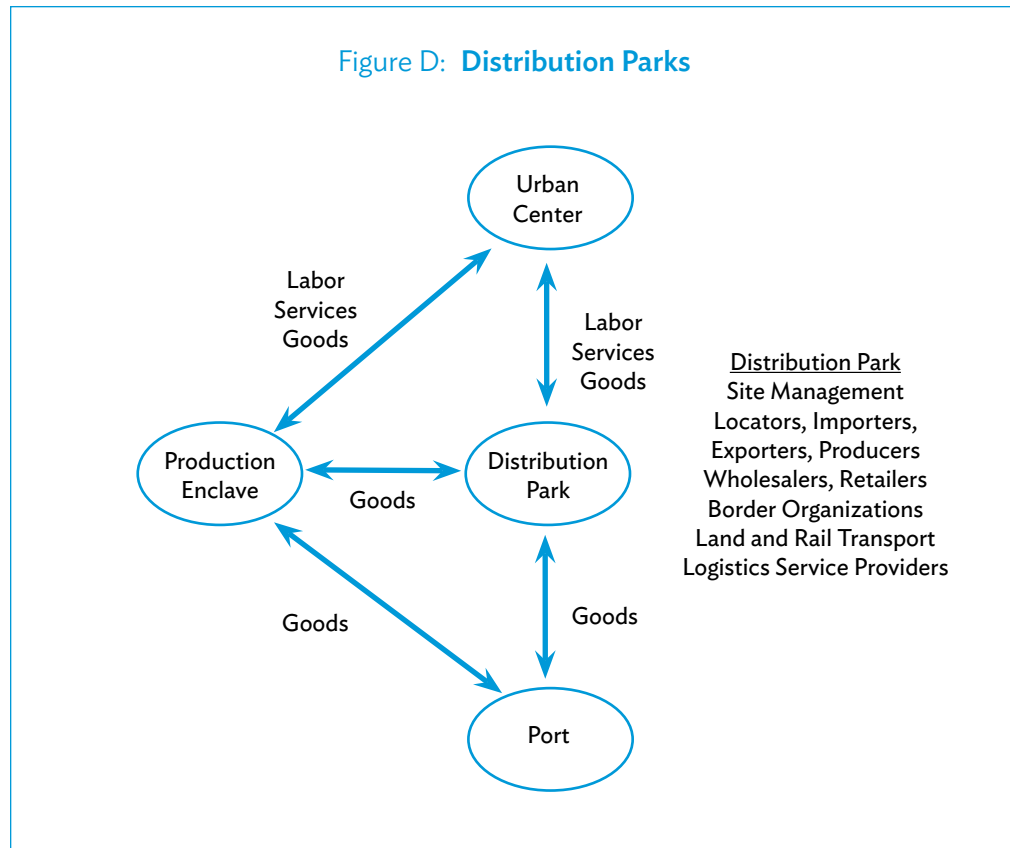 Figure D: Distribution Parks
Urban
Center
Labor
Services
Goods
Labor
Services
Goods
Distribution Park
Site Management
Locators, Importers,
Exporters, Producers
Wholesalers, Retailers
Border Organizations
Land and Rail Transport
Logistics Service Providers
Production
Enclave
Goods
Distribution
Park
Goods
Goods
Port